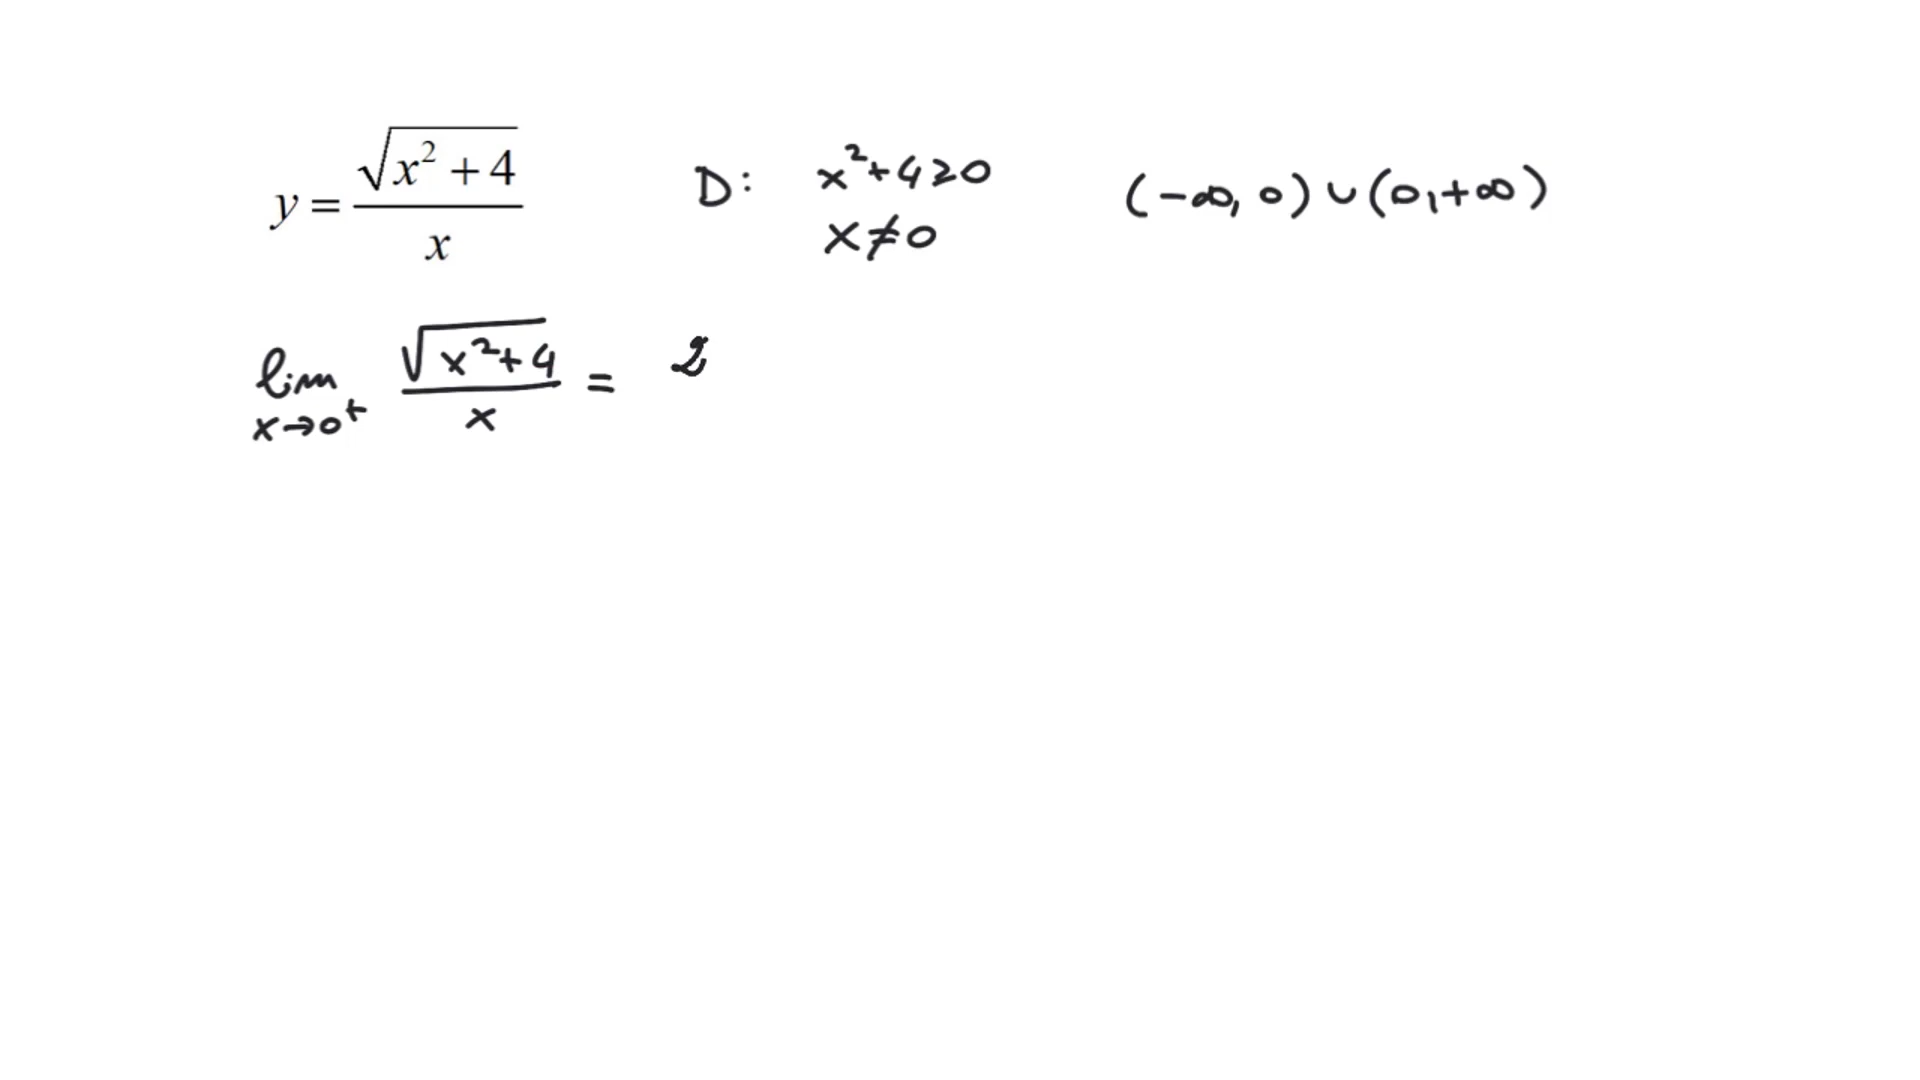 y = √(x² + 4) / x    D: x² + 4 ≥ 0    (-∞, 0) ∪ (0, +∞)
x ≠ 0
lim x→0⁺ √(x² + 4) / x = 2